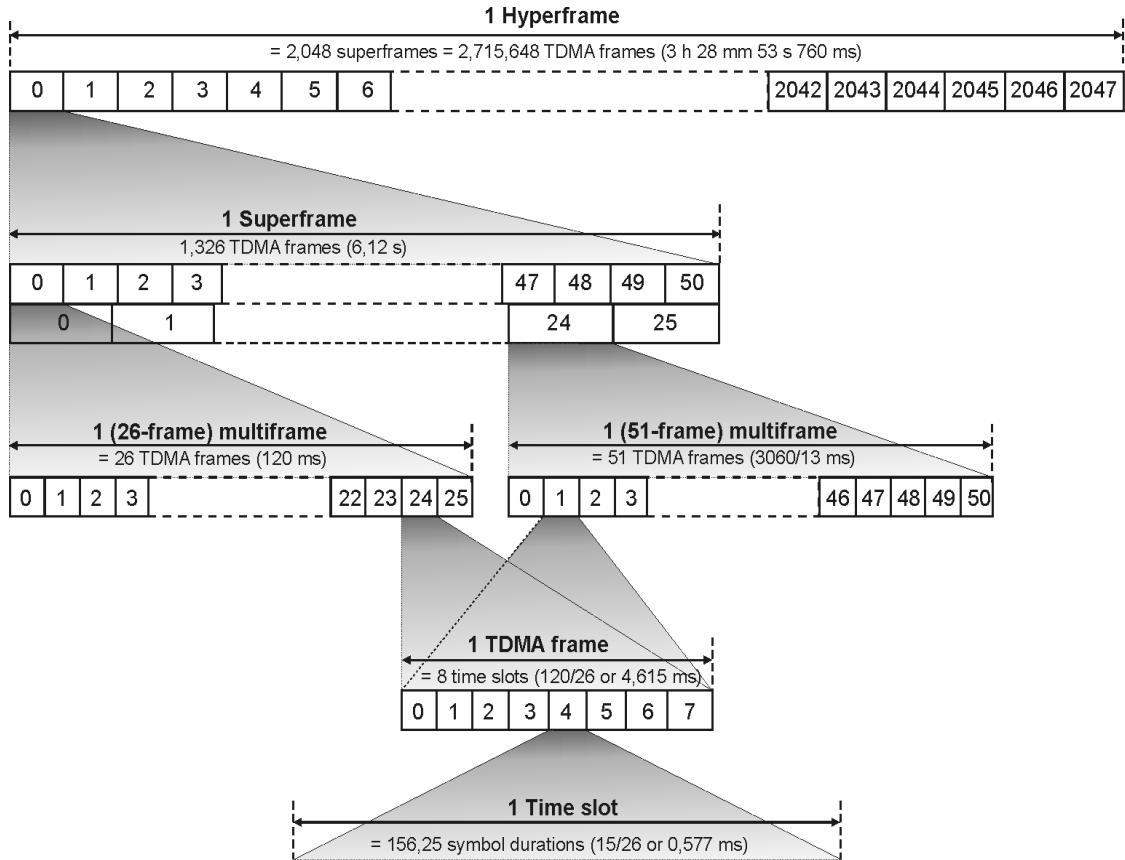 1 Hyperframe
= 2,048 superframes = 2,715,648 TDMA frames (3 h 28 mm 53 s 760 ms)
0 1 2 3 4 5 6 2042 2043 2044 2045 2046 2047
1 Superframe
1,326 TDMA frames (6,12 s)
0 1 2 3 47 48 49 50
0 1 24 25
1 (26-frame) multiframe 1 (51-frame) multiframe
= 26 TDMA frames (120 ms) = 51 TDMA frames (3060/13 ms)
0 1 2 3 22 23 24 25 0 1 2 3 46 47 48 49 50
1 TDMA frame
= 8 time slots (120/26 or 4,615 ms)
0 1 2 3 4 5 6 7
1 Time slot
= 156,25 symbol durations (15/26 or 0,577 ms)